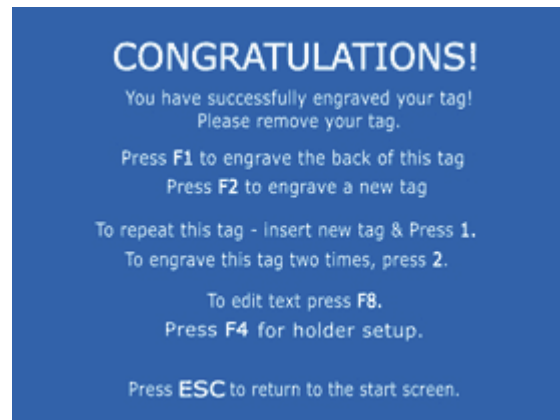 CONGRATULATIONS!
You have successfully engraved your tag!
Please remove your tag.
Press F1 to engrave the back of this tag
Press F2 to engrave a new tag
To repeat this tag - insert new tag & Press 1.
To engrave this tag two times, press 2.
To edit text press F8.
Press F4 for holder setup.
Press ESC to return to the start screen.